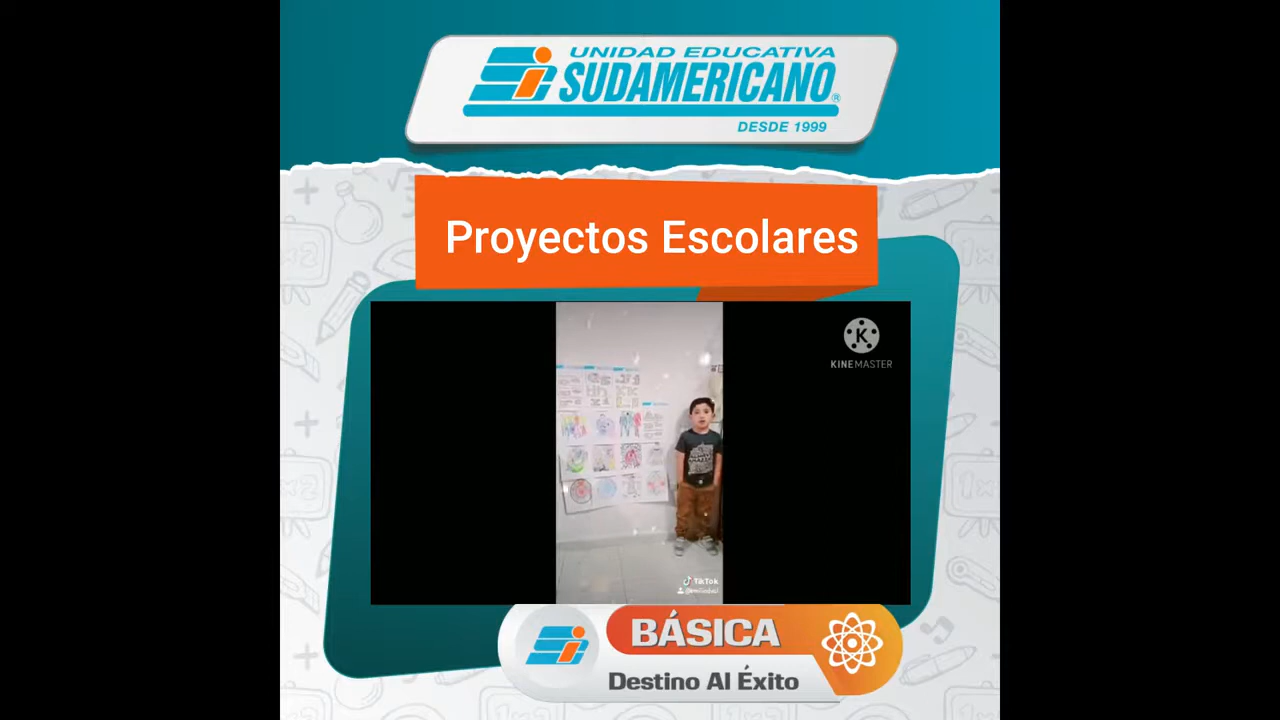 UNIDAD EDUCATIVA
SUDAMERICANO®
DESDE 1999
Proyectos Escolares
K
KINEMASTER
TikTok
BÁSICA
Destino Al Éxito